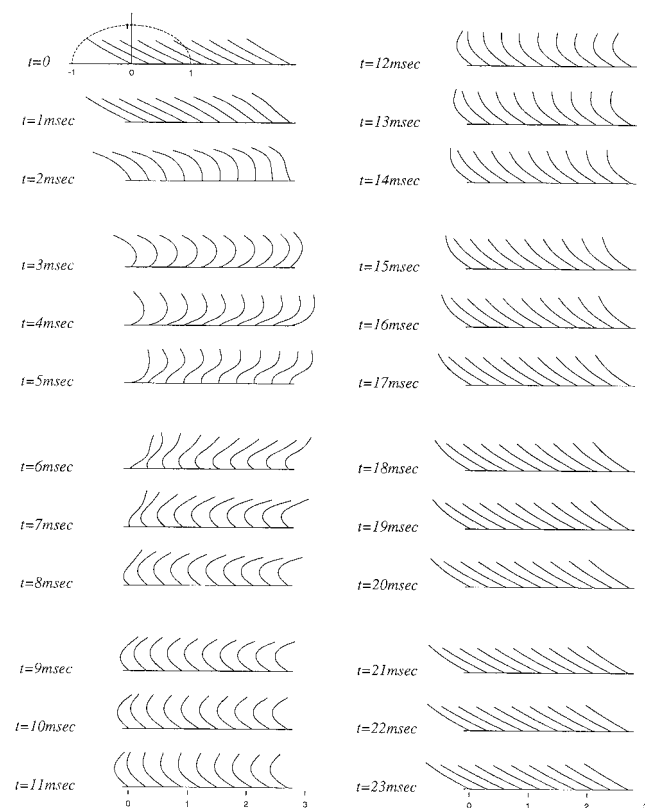 t=0
1
-1 0 1
t=1msec
t=2msec
t=3msec
t=4msec
t=5msec
t=6msec
t=7msec
t=8msec
t=9msec
t=10msec
t=11msec
0 1 2 3
t=12msec
t=13msec
t=14msec
t=15msec
t=16msec
t=17msec
t=18msec
t=19msec
t=20msec
t=21msec
t=22msec
t=23msec
0 1 2